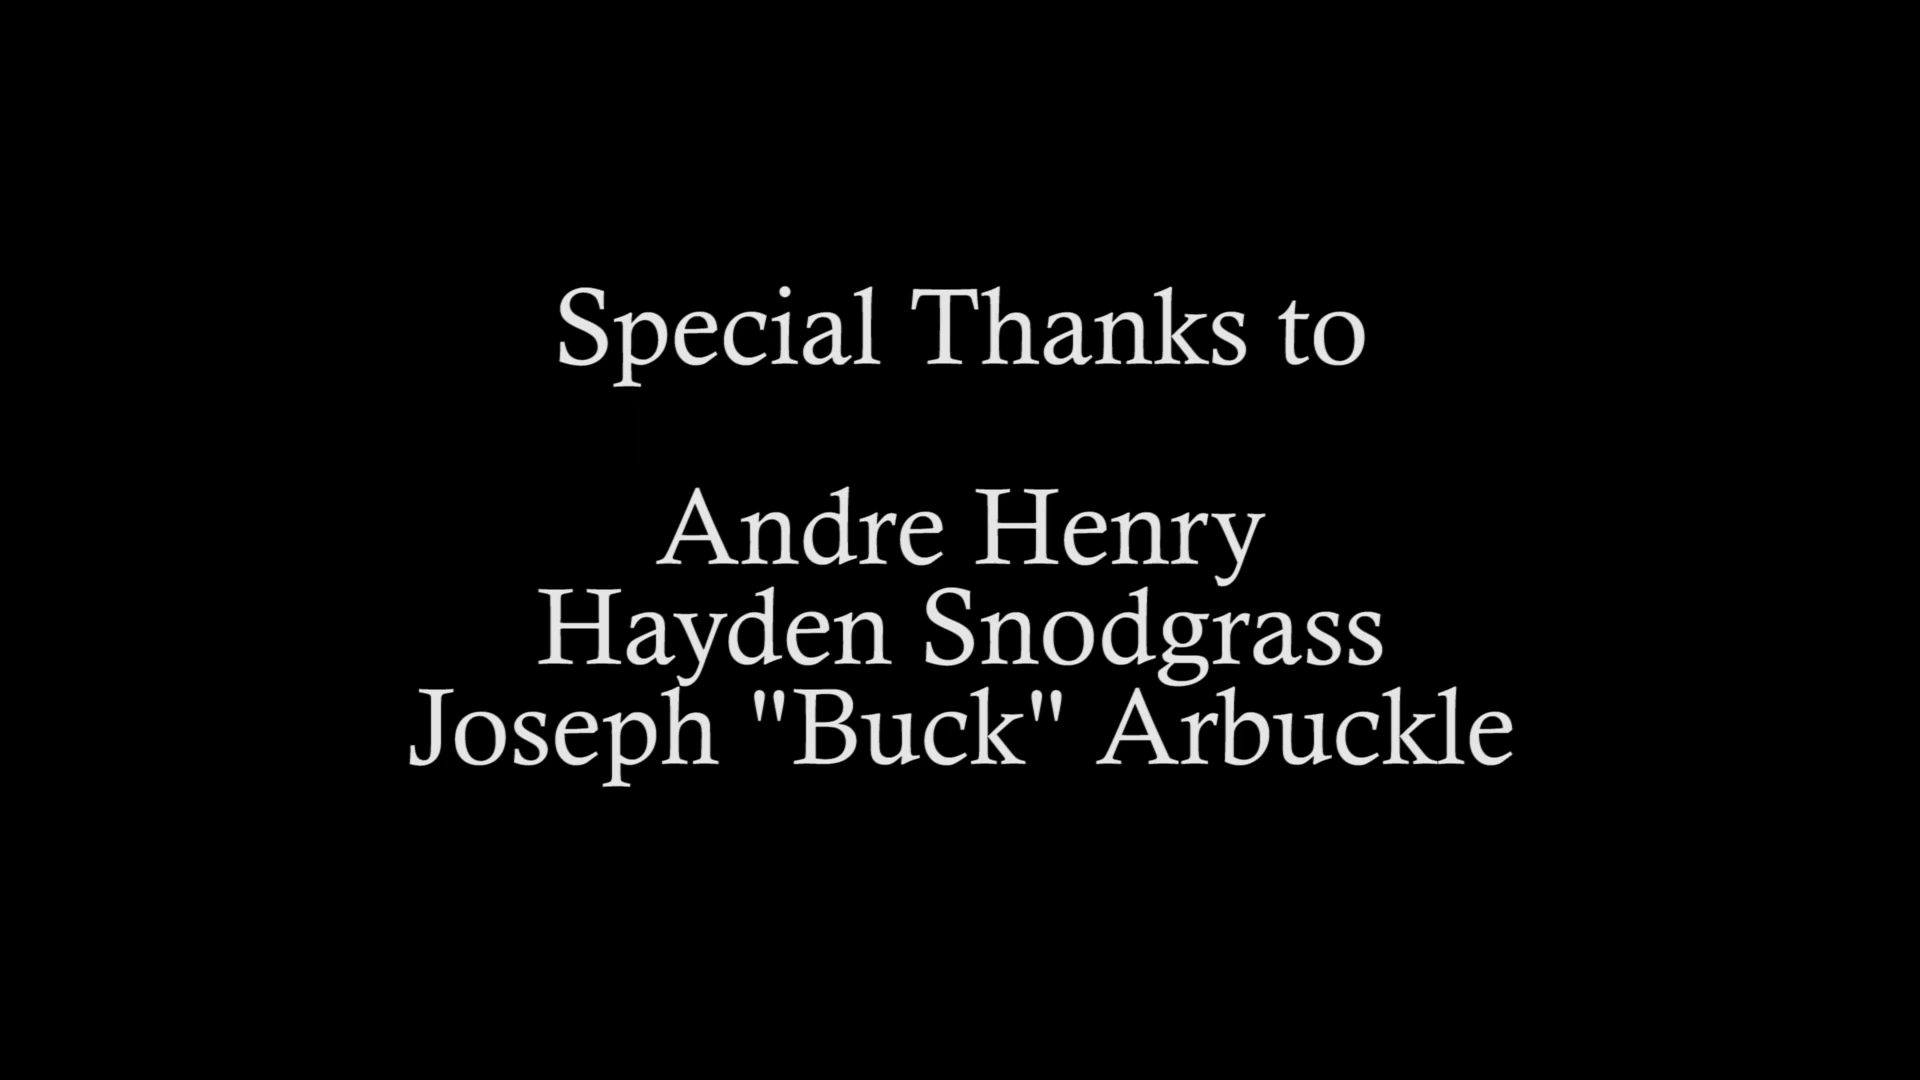 Special Thanks to
Andre Henry
Hayden Snodgrass
Joseph "Buck" Arbuckle